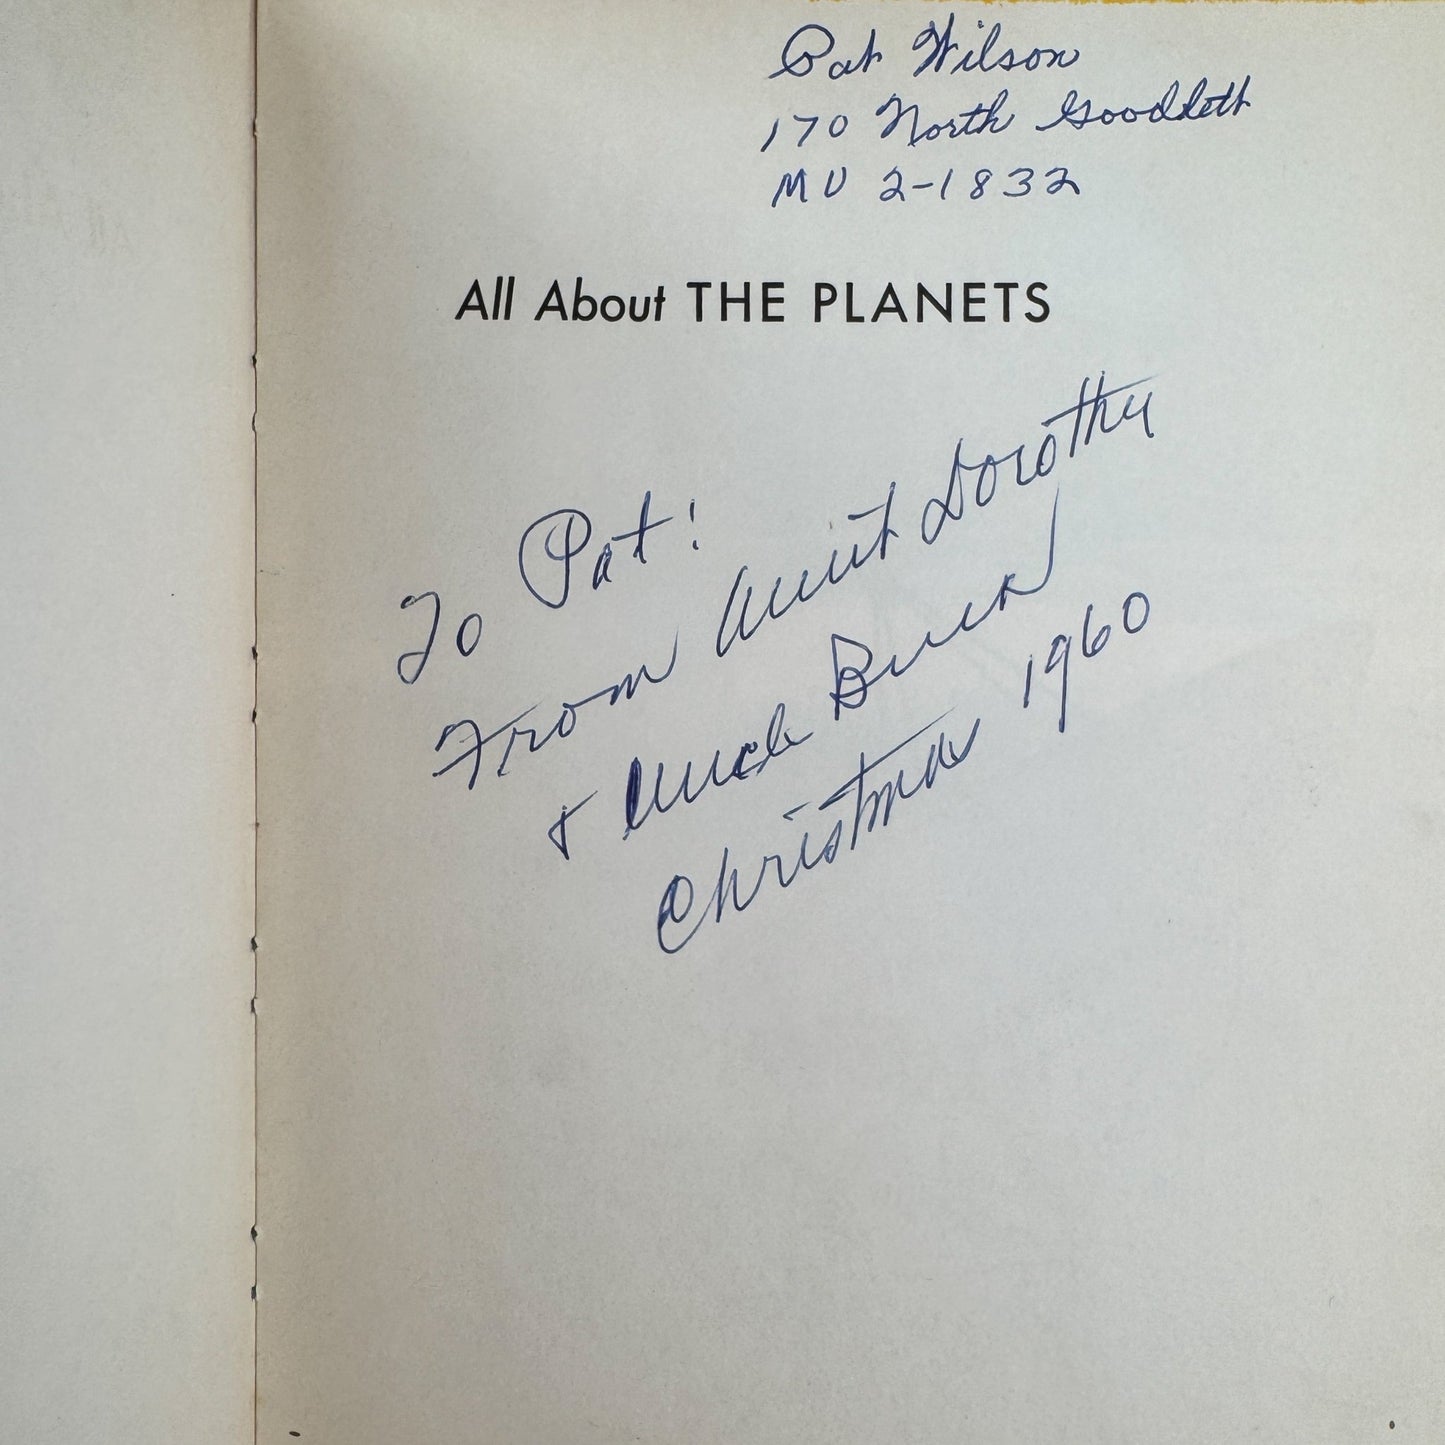 Pat Wilson
170 North Gooddett
MU 2-1832
All About THE PLANETS
To Pat!
From Aunt Dorothy
& Uncle
Christmas 1960